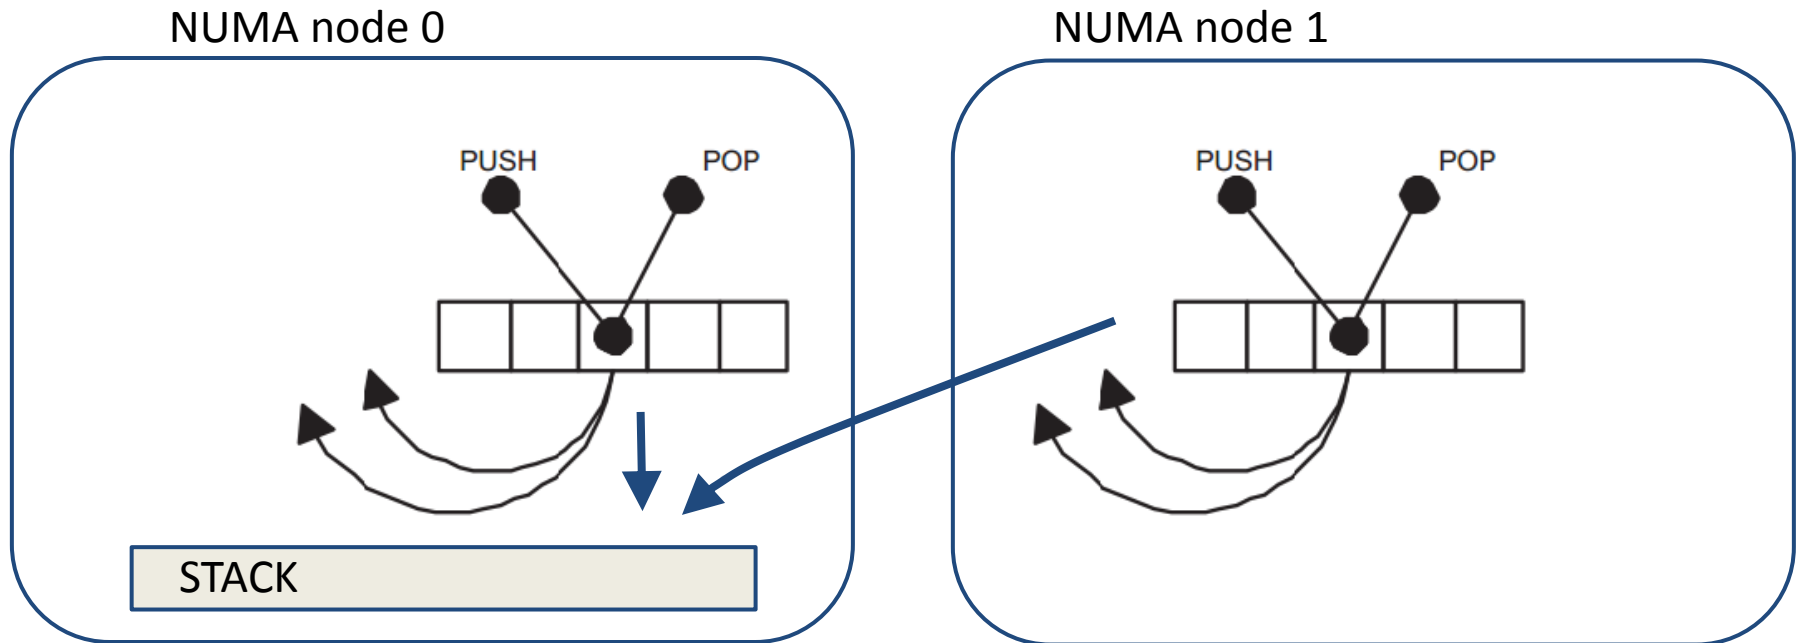 NUMA node 0
NUMA node 1
PUSH
POP
PUSH
POP
STACK